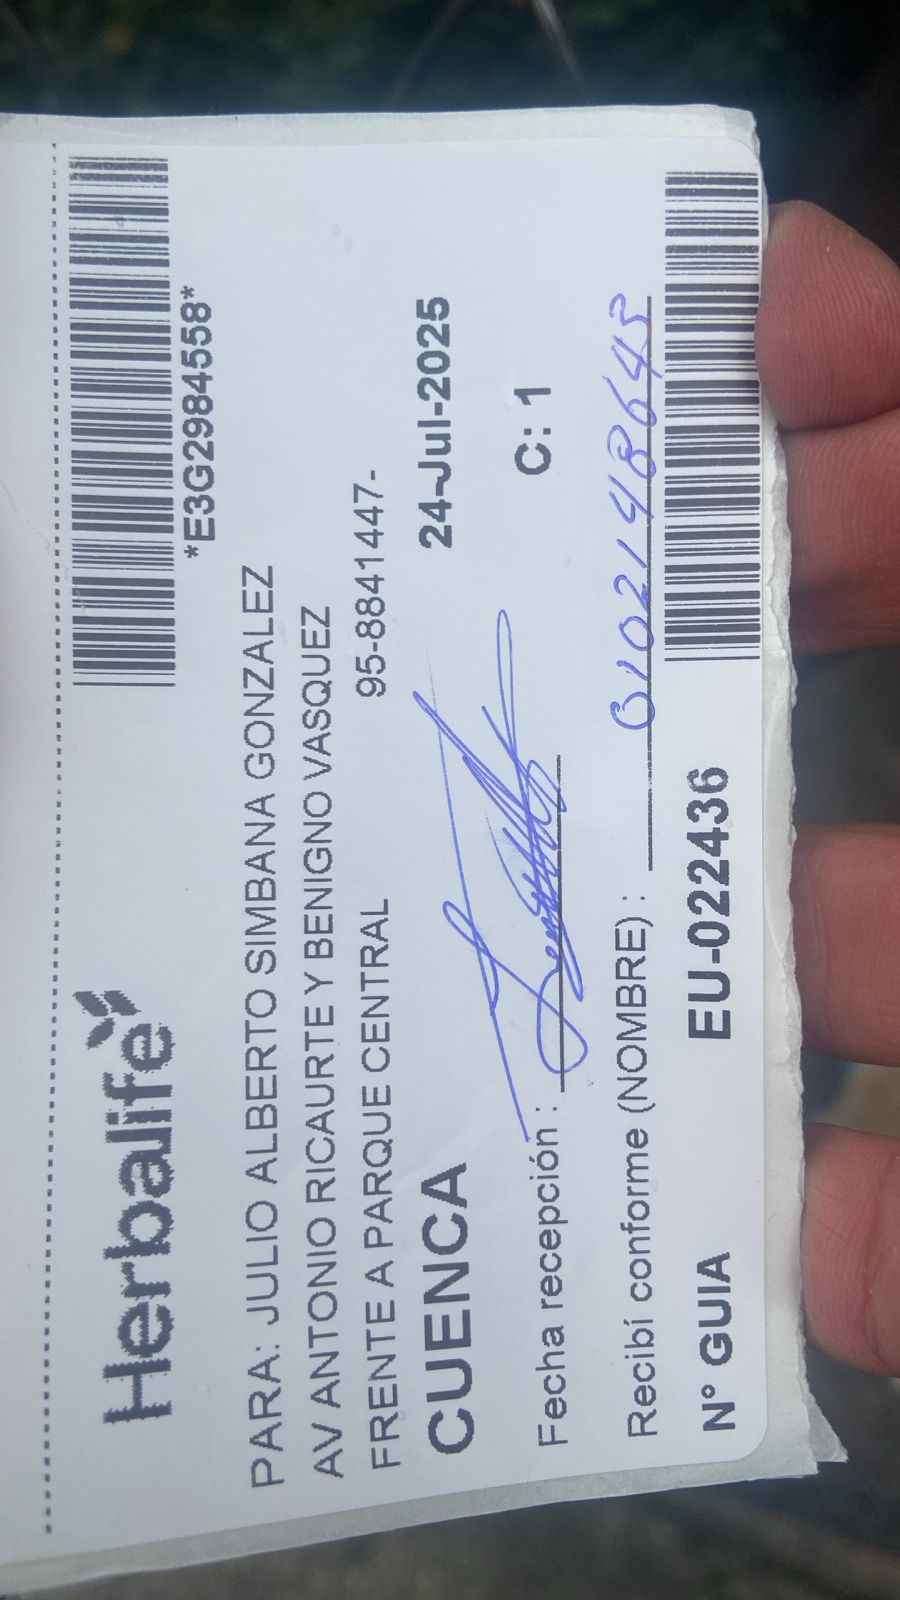 Herbalife
*E3G2984558*
PARA: JULIO ALBERTO SIMBANA GONZALEZ
AV ANTONIO RICAURTE Y BENIGNO VASQUEZ
FRENTE A PARQUE CENTRAL 95-8841447-
CUENCA 24-Jul-2025
Fecha recepción : C: 1
Recibí conforme (NOMBRE) : 0102148643
N° GUIA EU-022436